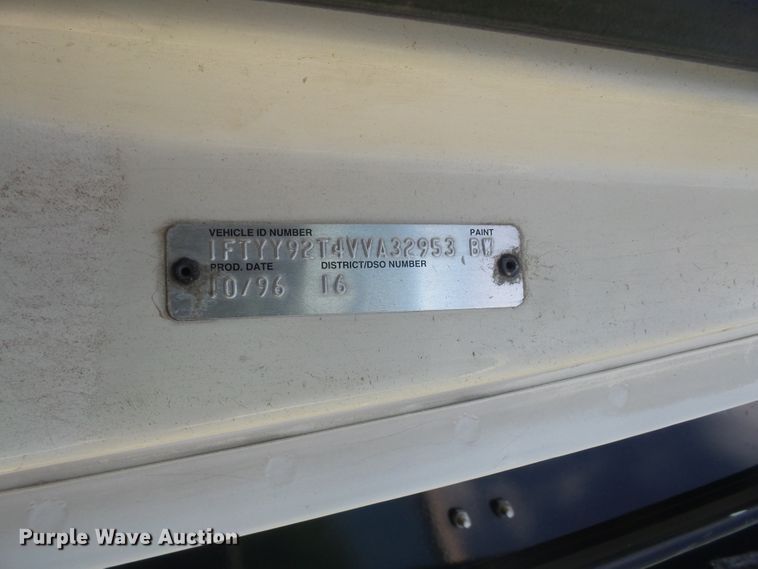 VEHICLE ID NUMBER PAINT
1FTYY92T4VVA32953 BW
PROD. DATE DISTRICT/DSO NUMBER
10/96 16
Purple Wave Auction